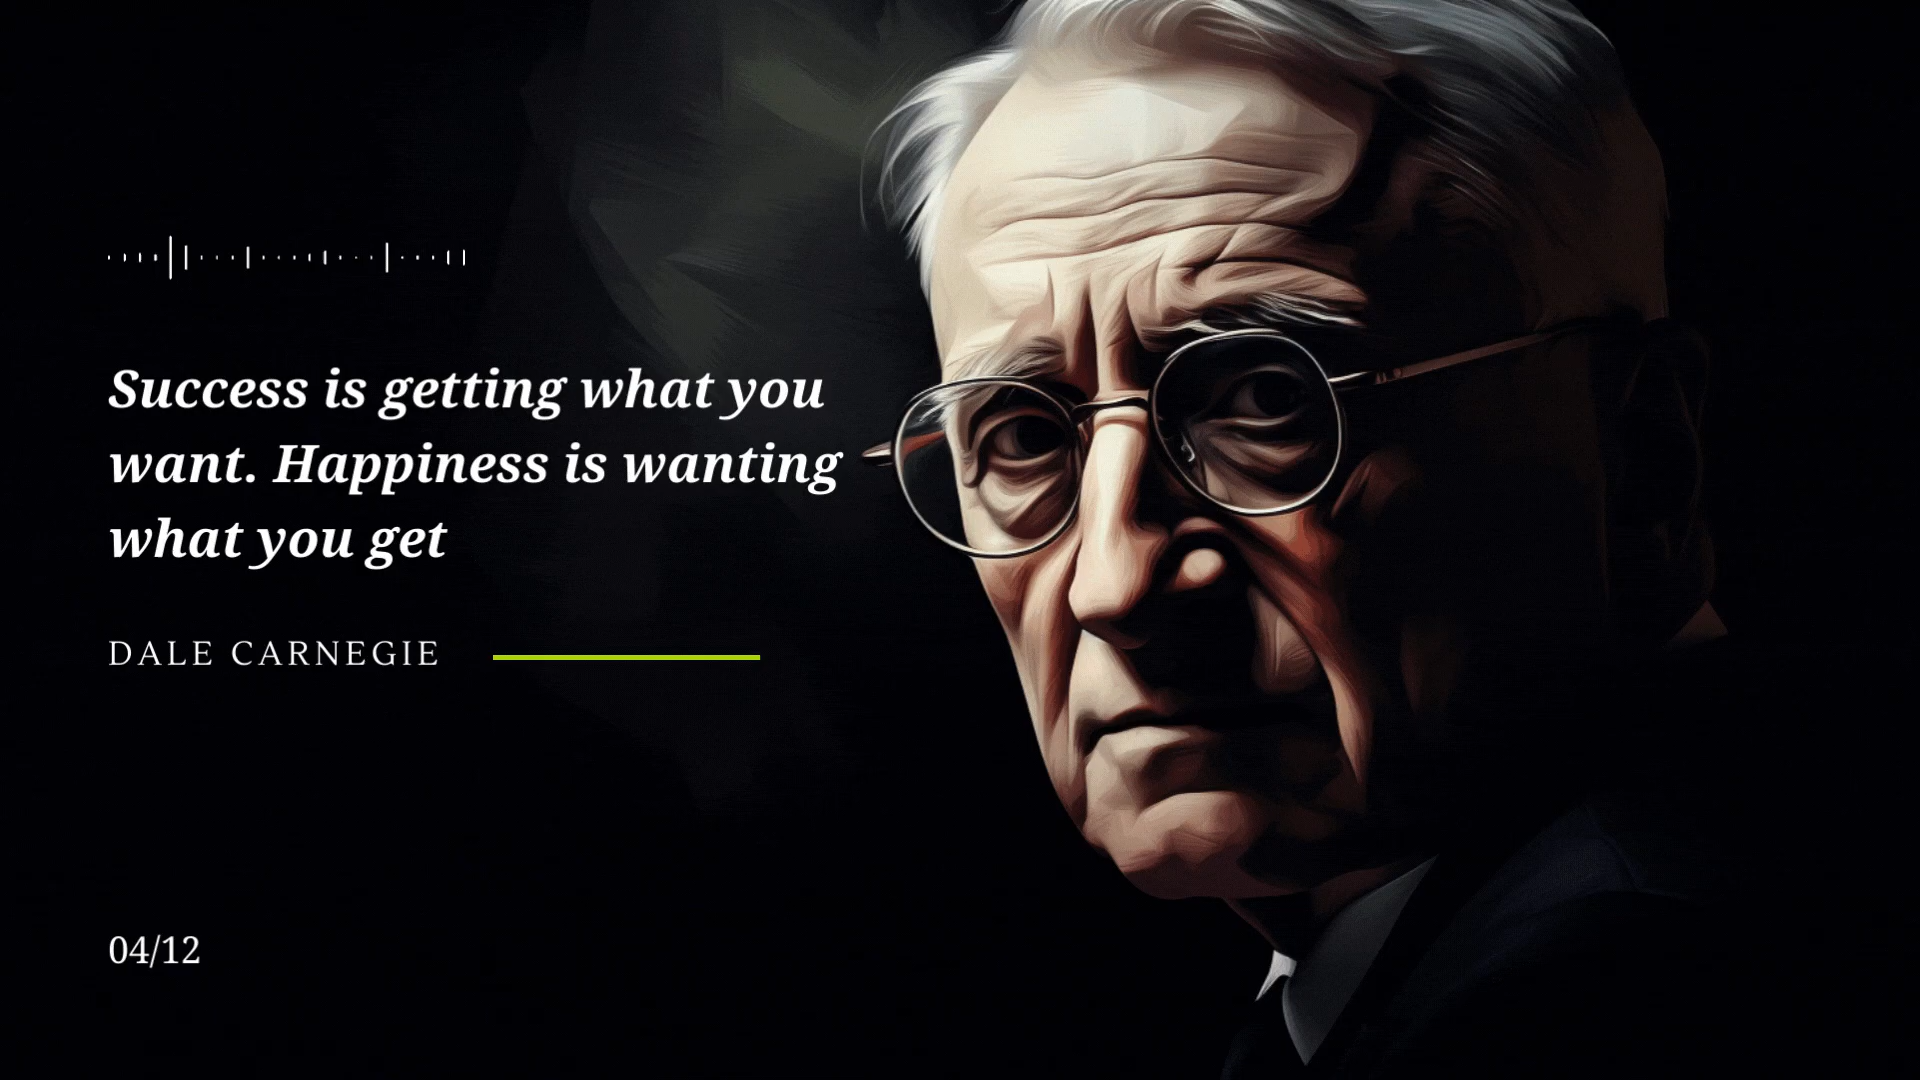 Success is getting what you
want. Happiness is wanting
what you get
DALE CARNEGIE
04/12